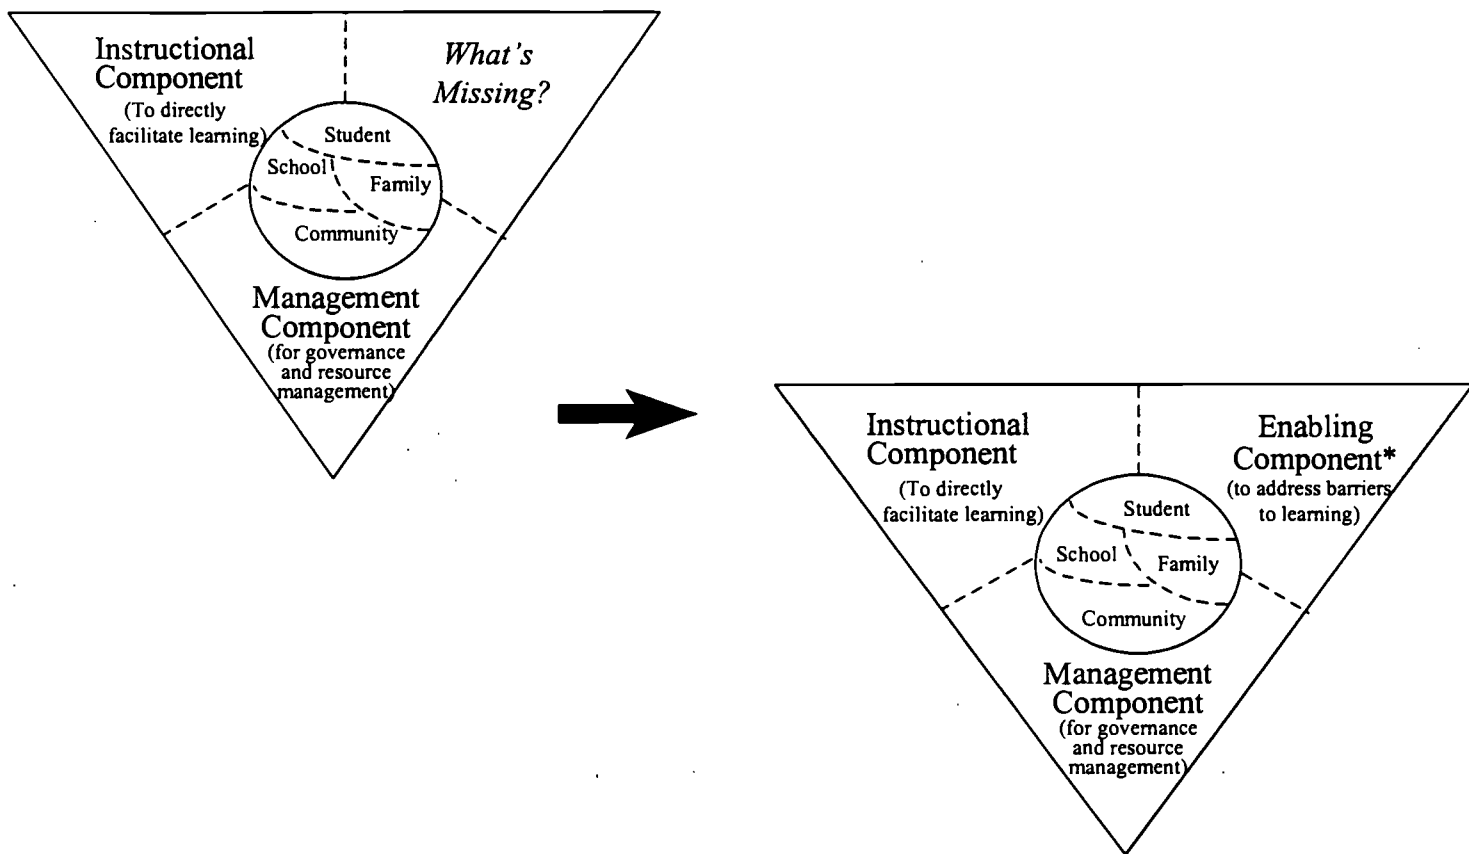 Instructional
Component
(To directly
facilitate learning)
What's
Missing?
Student
School
Family
Community
Management
Component
(for governance
and resource
management)
Instructional
Component
(To directly
facilitate learning)
Enabling
Component*
(to address barriers
to learning)
Student
School
Family
Community
Management
Component
(for governance
and resource
management)